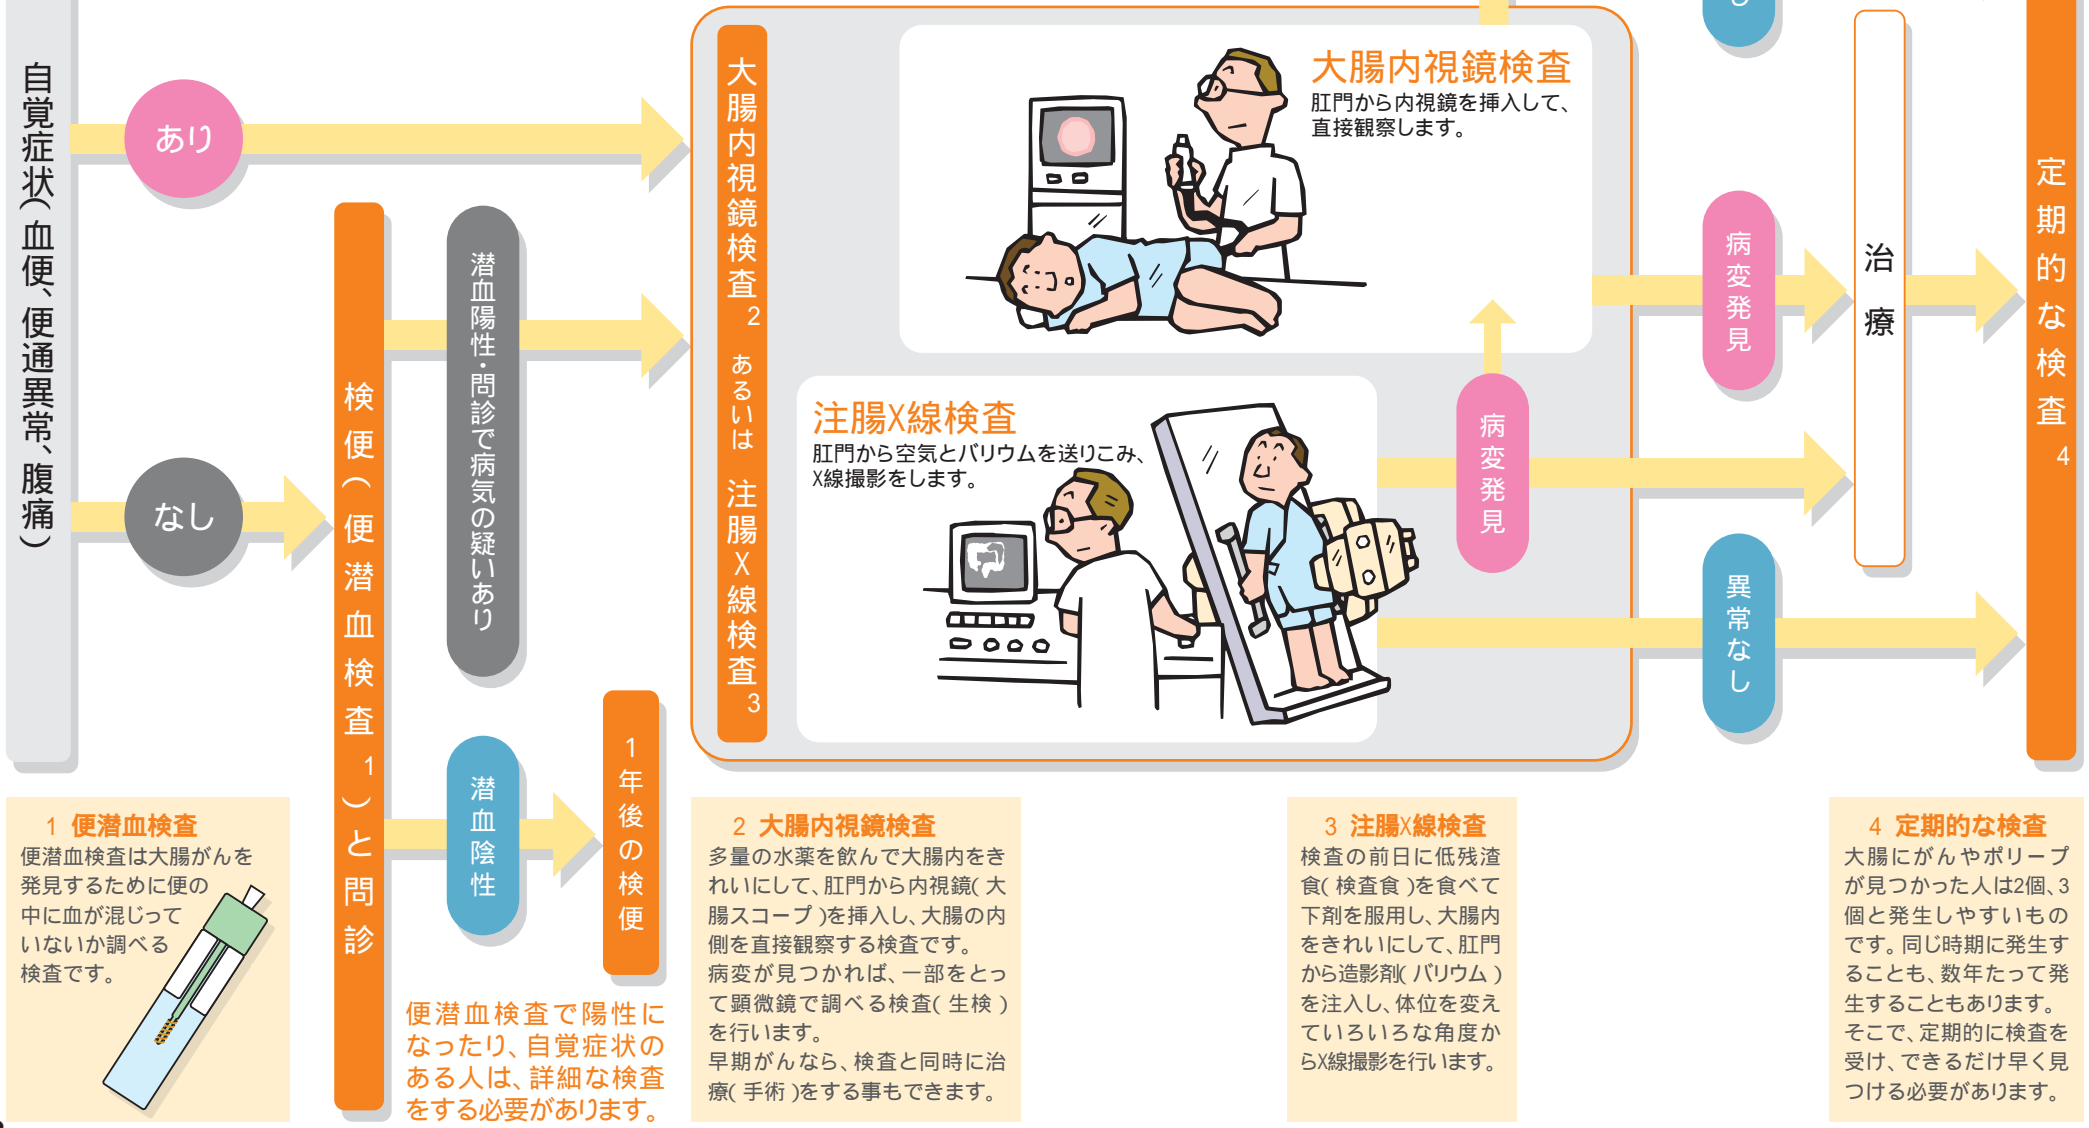 自覚症状(血便、便通異常、腹痛)
あり
なし
検便(便潜血検査1)と問診
潜血陽性・問診で病気の疑いあり
潜血陰性
1年後の検便
便潜血検査で陽性に
なったり、自覚症状の
ある人は、詳細な検査
をする必要があります。
大腸内視鏡検査2 あるいは 注腸X線検査3
大腸内視鏡検査
肛門から内視鏡を挿入して、
直接観察します。
注腸X線検査
肛門から空気とバリウムを送りこみ、
X線撮影をします。
病変発見
病変発見
異常なし
治療
定期的な検査4
1 便潜血検査
便潜血検査は大腸がんを
発見するために便の
中に血が混じって
いないか調べる
検査です。
2 大腸内視鏡検査
多量の水薬を飲んで大腸内をき
れいにして、肛門から内視鏡(大
腸スコープ)を挿入し、大腸の内
側を直接観察する検査です。
病変が見つかれば、一部をとっ
て顕微鏡で調べる検査(生検)
を行います。
早期がんなら、検査と同時に治
療(手術)をする事もできます。
3 注腸X線検査
検査の前日に低残渣
食(検査食)を食べて
下剤を服用し、大腸内
をきれいにして、肛門
から造影剤(バリウム)
を注入し、体位を変え
ていろいろな角度か
らX線撮影を行います。
4 定期的な検査
大腸にがんやポリープ
が見つかった人は2個、3
個と発生しやすいもの
です。同じ時期に発生す
ることも、数年たって発
生することもあります。
そこで、定期的に検査を
受け、できるだけ早く見
つける必要があります。